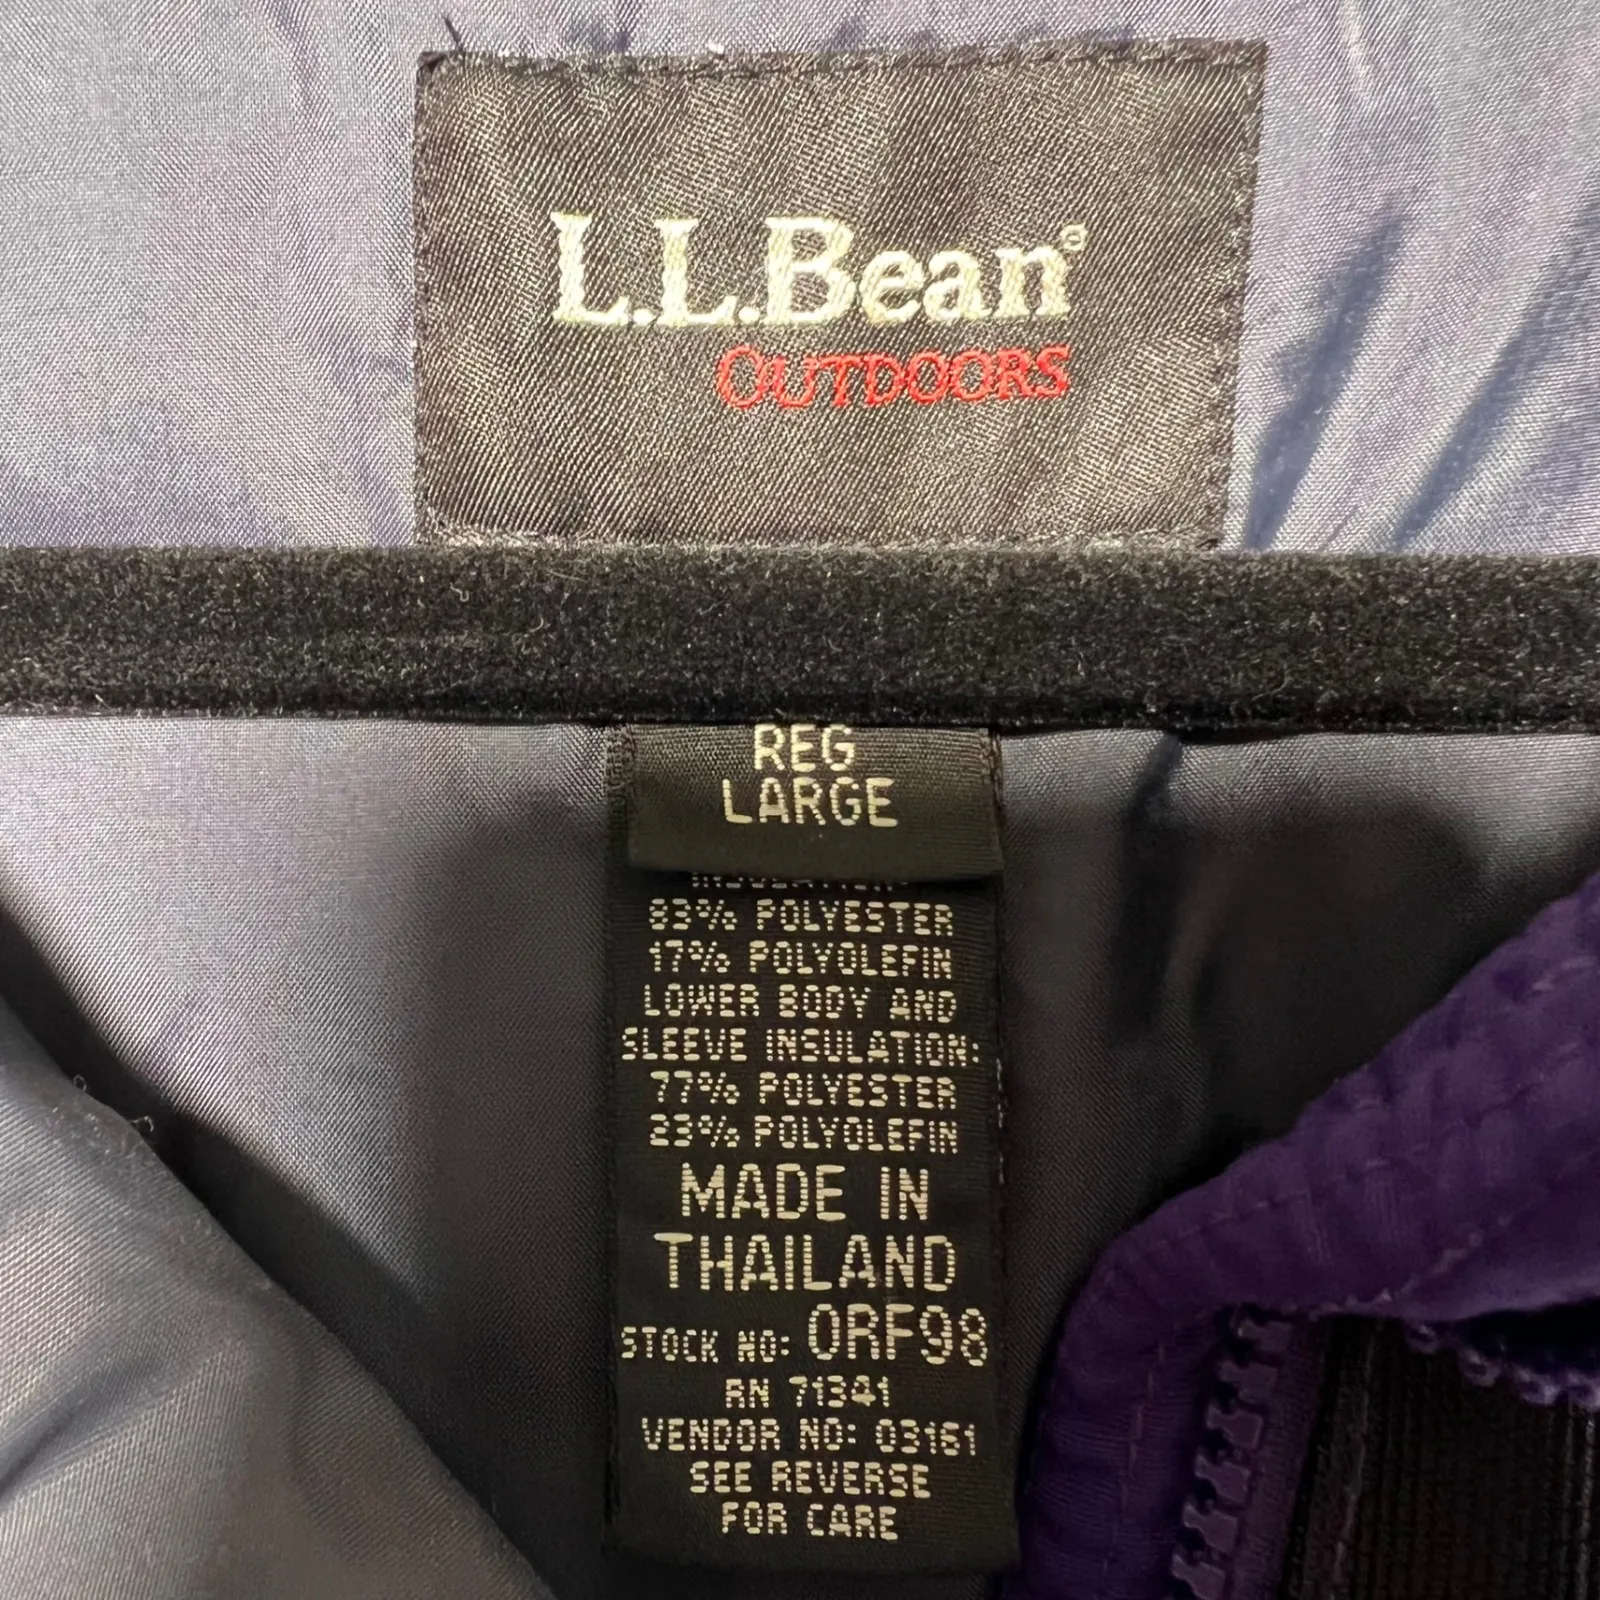 L.L.Bean®
OUTDOORS
REG
LARGE
83% POLYESTER
17% POLYOLEFIN
LOWER BODY AND
SLEEVE INSULATION:
77% POLYESTER
23% POLYOLEFIN
MADE IN
THAILAND
STOCK NO: 0RF98
RN 71341
VENDOR NO: 03161
SEE REVERSE
FOR CARE